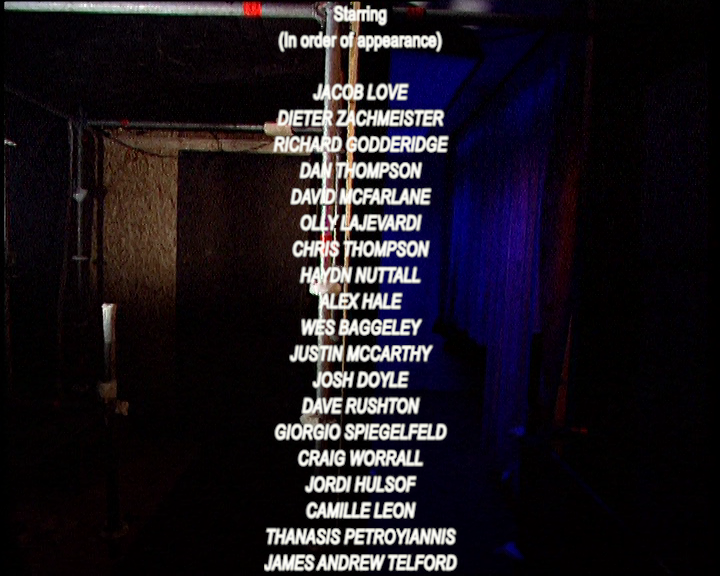 Starring
(In order of appearance)
JACOB LOVE
DIETER ZACHMEISTER
RICHARD GODDERIDGE
DAN THOMPSON
DAVID MCFARLANE
OLLY LAJEVARDI
CHRIS THOMPSON
HAYDN NUTTALL
ALEX HALE
WES BAGGELEY
JUSTIN MCCARTHY
JOSH DOYLE
DAVE RUSHTON
GIORGIO SPIEGELFELD
CRAIG WORRALL
JORDI HULSOF
CAMILLE LEON
THANASIS PETROYIANNIS
JAMES ANDREW TELFORD